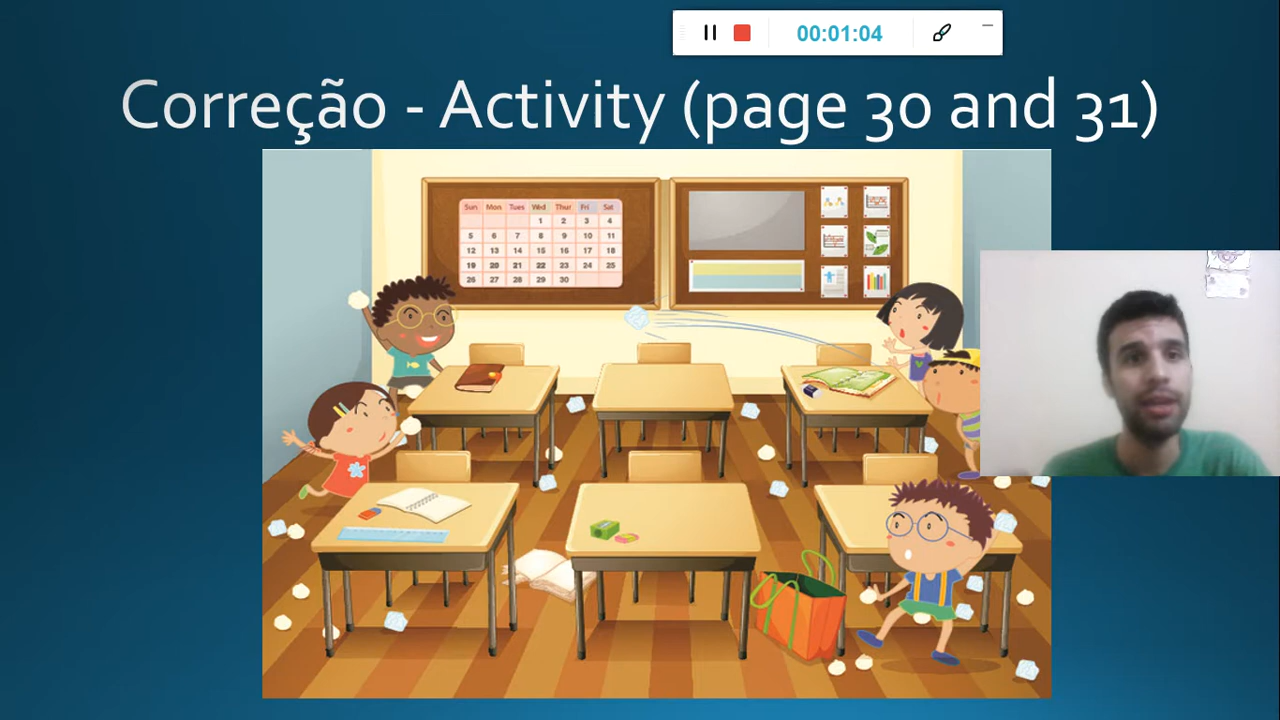 00:01:04
Correção - Activity (page 30 and 31)
Sun Mon Tues Wed Thur Fri Sat
1 2 3 4
5 6 7 8 9 10 11
12 13 14 15 16 17 18
19 20 21 22 23 24 25
26 27 28 29 30